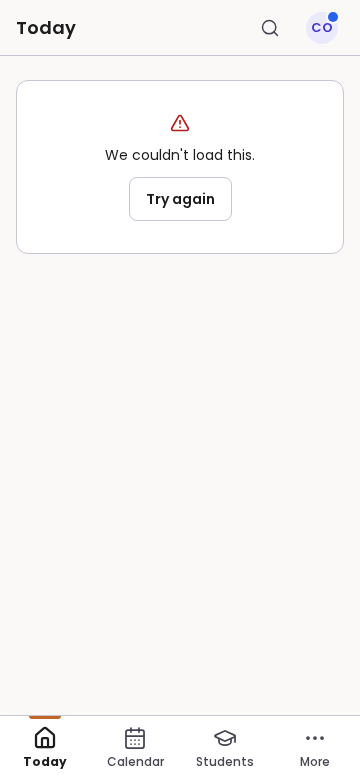 Today
CO
We couldn't load this.
Try again
Today
Calendar
Students
More